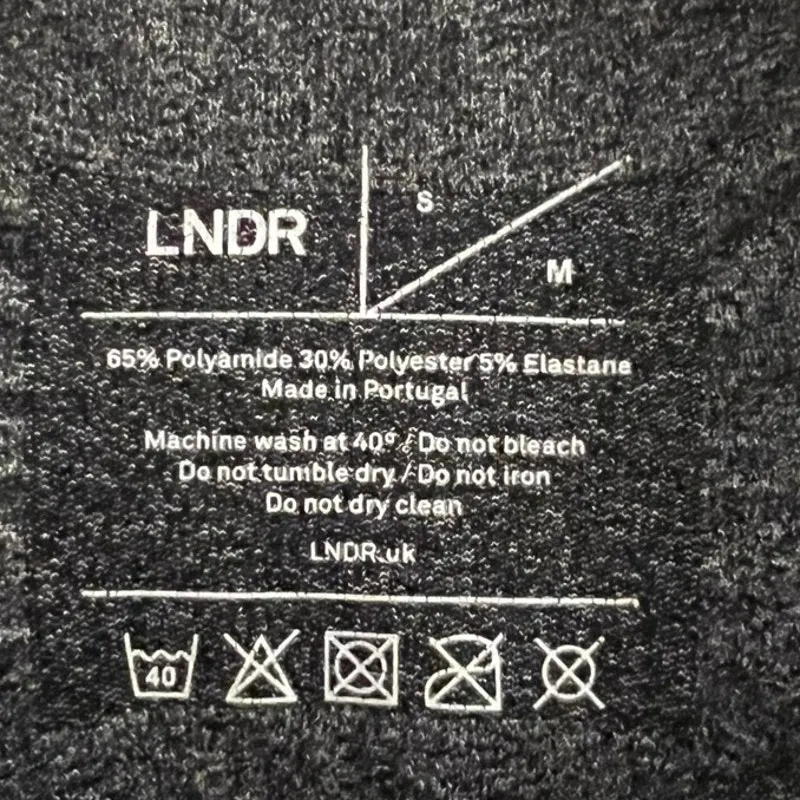 LNDR
S
M
65% Polyamide 30% Polyester 5% Elastane
Made in Portugal
Machine wash at 40º / Do not bleach
Do not tumble dry / Do not iron
Do not dry clean
LNDR.uk
40